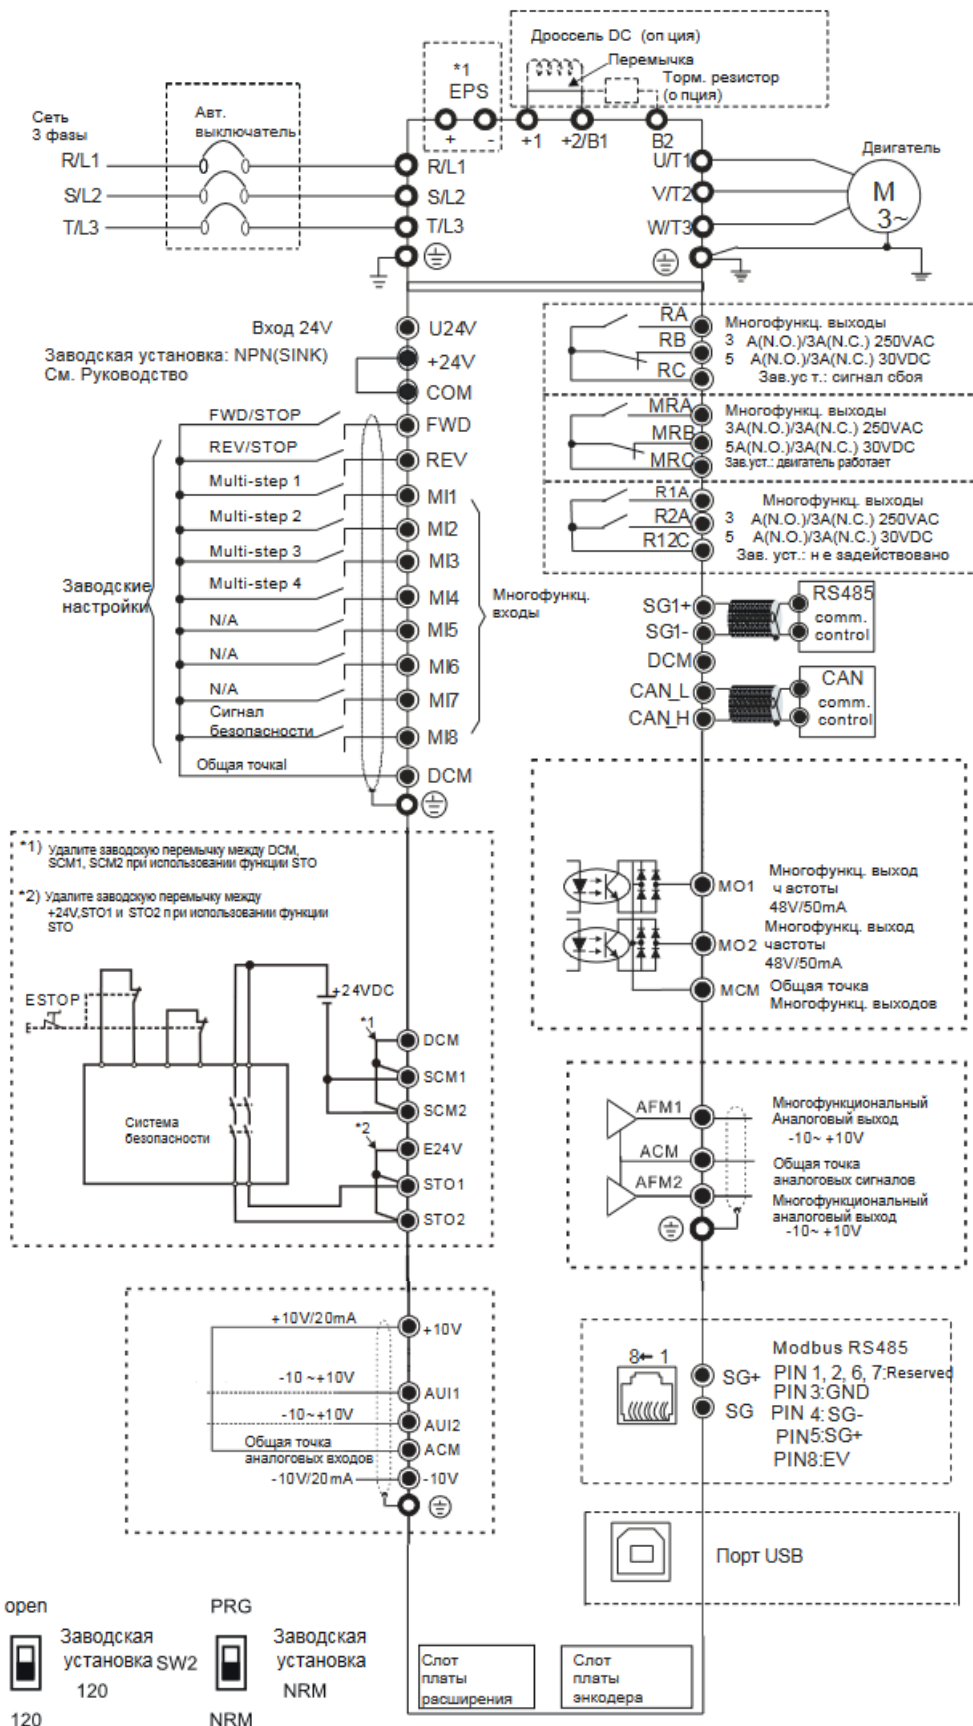 Дроссель DC (оп ция)
Перемычка
*1
EPS
Торм. резистор
(о пция)
Сеть
3 фазы
Авт.
выключатель
+
-
+1
+2/B1
B2
R/L1
R/L1
U/T1
Двигатель
S/L2
S/L2
V/T2
M
3~
T/L3
T/L3
W/T3
Вход 24V
U24V
Заводская установка: NPN(SINK)
См. Руководство
+24V
COM
RA
RB
RC
Многофункц. выходы
3 A(N.O.)/3A(N.C.) 250VAC
5 A(N.O.)/3A(N.C.) 30VDC
Зав.ус т.: сигнал сбоя
MRA
MRB
MRC
Многофункц. выходы
3A(N.O.)/3A(N.C.) 250VAC
5A(N.O.)/3A(N.C.) 30VDC
Зав.уст.: двигатель работает
R1A
R2A
R12C
Многофункц. выходы
3 A(N.O.)/3A(N.C.) 250VAC
5 A(N.O.)/3A(N.C.) 30VDC
Зав. уст.: н е задействовано
FWD/STOP
FWD
REV/STOP
REV
Multi-step 1
MI1
Multi-step 2
MI2
Multi-step 3
MI3
Multi-step 4
MI4
N/A
MI5
N/A
MI6
N/A
MI7
Сигнал
безопасности
MI8
Общая точкаl
DCM
Заводские
настройки
Многофункц.
входы
SG1+
SG1-
RS485
comm.
control
DCM
CAN_L
CAN_H
CAN
comm.
control
*1) Удалите заводскую перемычку между DCM,
SCM1, SCM2 при использовании функции STO
*2) Удалите заводскую перемычку между
+24V,STO1 и STO2 п ри использовании функции
STO
ESTOP
+24VDC
*1
DCM
SCM1
SCM2
Система
безопасности
*2
E24V
STO1
STO2
MO1
Многофункц. выход
ч астоты
48V/50mA
MO2
Многофункц. выход
частоты
48V/50mA
MCM
Общая точка
Многофункц. выходов
AFM1
Многофункциональный
Аналоговый выход
-10~ +10V
ACM
Общая точка
аналоговых сигналов
AFM2
Многофункциональный
аналоговый выход
-10~ +10V
+10V/20mA
+10V
-10 ~+10V
AUI1
-10~+10V
AUI2
Общая точка
аналоговых входов
ACM
-10V/20mA
-10V
8← 1
SG+
SG
Modbus RS485
PIN 1, 2, 6, 7:Reserved
PIN 3:GND
PIN 4: SG-
PIN5:SG+
PIN8:EV
Порт USB
open
Заводская
установка SW2
120
120
PRG
Заводская
установка
NRM
NRM
Слот
платы
расширения
Слот
платы
энкодера